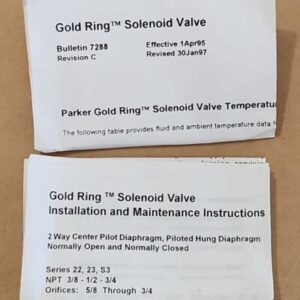 Gold Ring™ Solenoid Valve
Bulletin 7288 Effective 1Apr95
Revision C Revised 30Jan97
Parker Gold Ring™ Solenoid Valve Temperatu
The following table provides fluid and ambient temperature data f
Gold Ring ™ Solenoid Valve
Installation and Maintenance Instructions
2 Way Center Pilot Diaphragm, Piloted Hung Diaphragm
Normally Open and Normally Closed
Series 22, 23, S3
NPT 3/8 - 1/2 - 3/4
Orifices: 5/8 Through 3/4